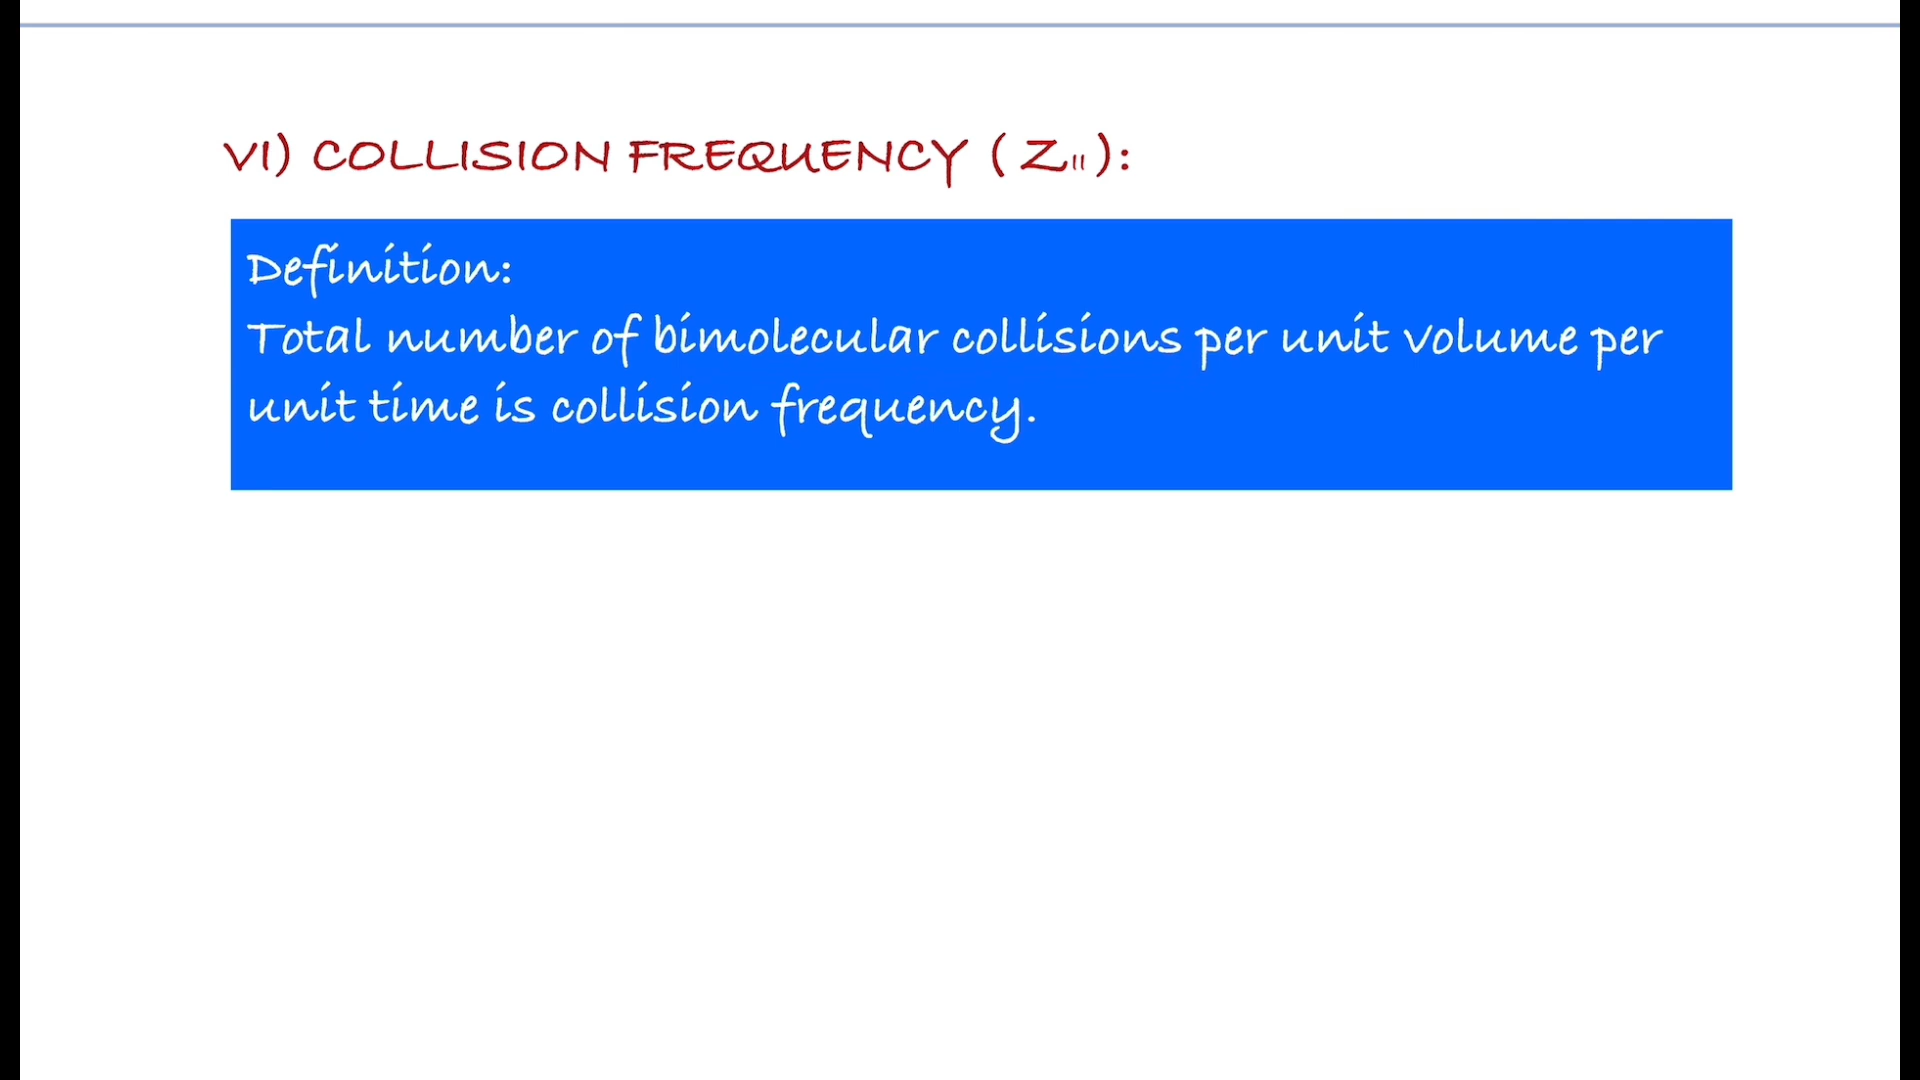 VI) COLLISION FREQUENCY ( Z₁₁ ):
Definition:
Total number of bimolecular collisions per unit volume per
unit time is collision frequency.